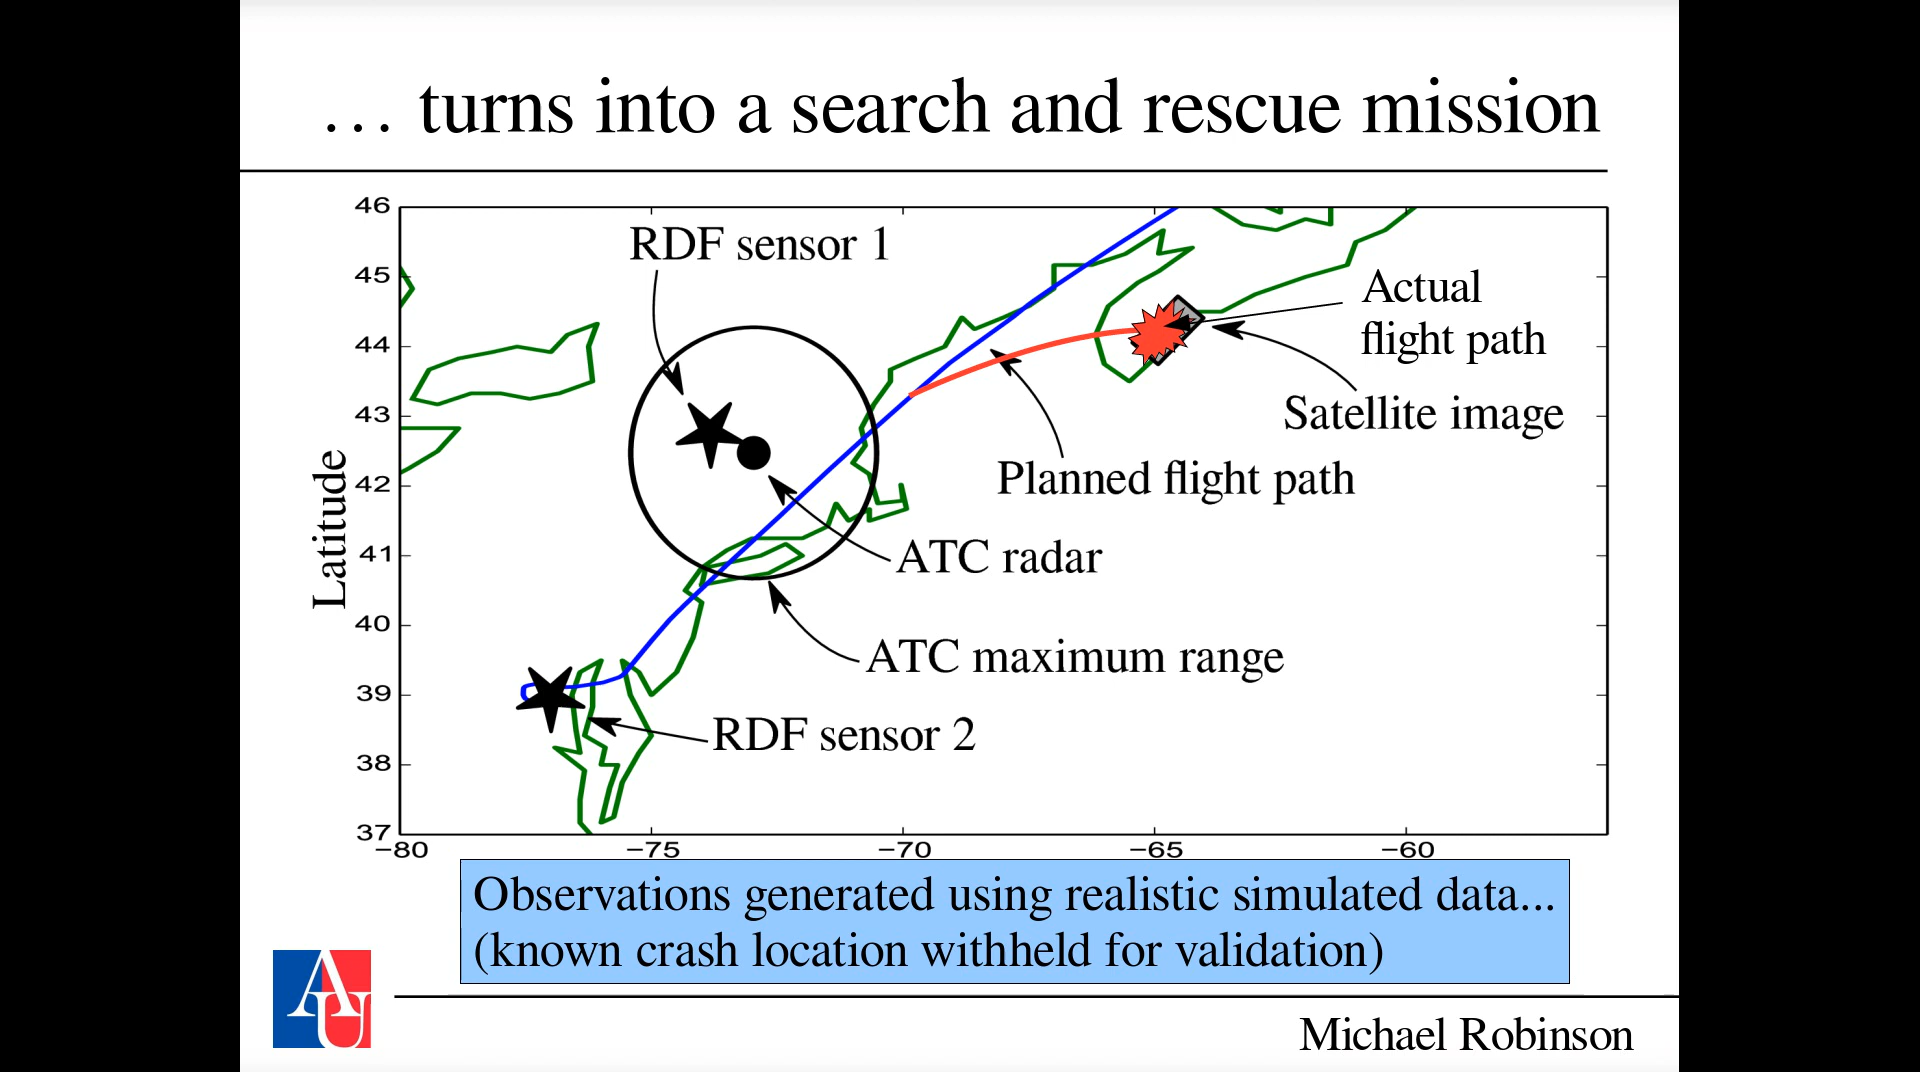 … turns into a search and rescue mission
46
RDF sensor 1
45
Actual
flight path
44
Satellite image
43
Planned flight path
42
ATC radar
41
Latitude
40
ATC maximum range
39
RDF sensor 2
38
37
−80 −75 −70 −65 −60
Observations generated using realistic simulated data...
(known crash location withheld for validation)
AU
Michael Robinson